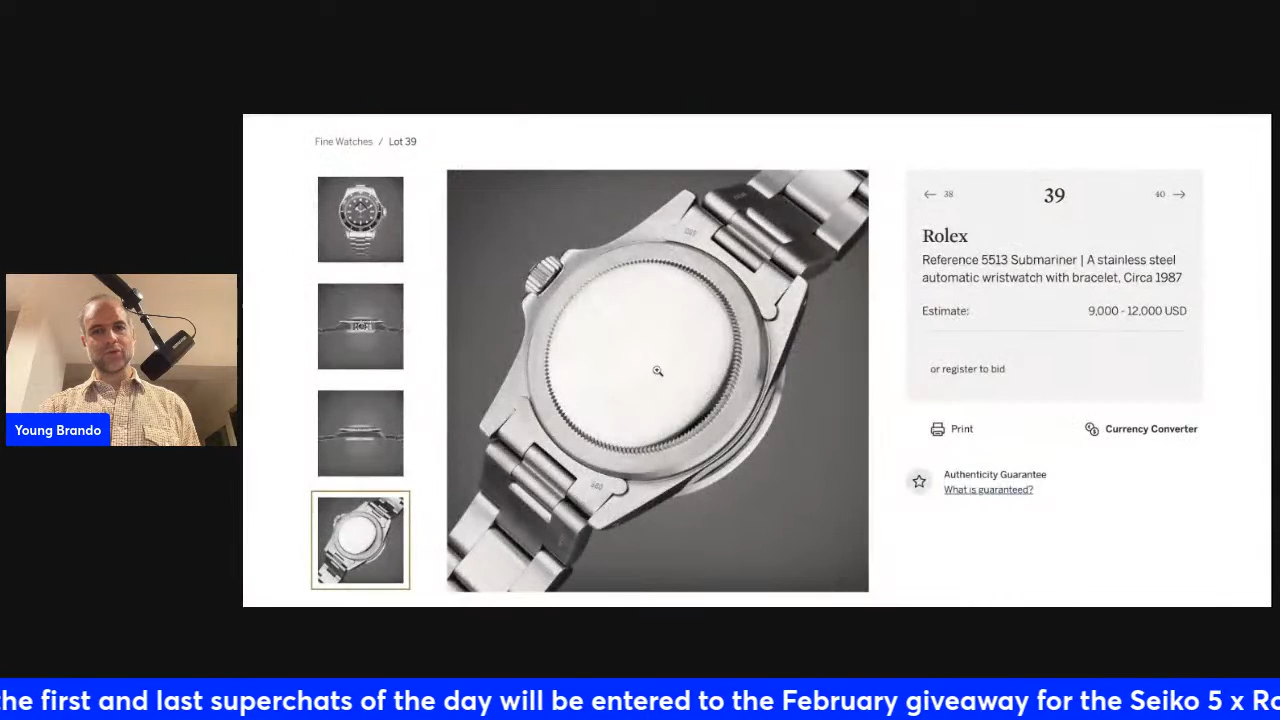 Fine Watches / Lot 39
38
39
40
Rolex
Reference 5513 Submariner | A stainless steel
automatic wristwatch with bracelet, Circa 1987
Estimate:
9,000 - 12,000 USD
or register to bid
Print
Currency Converter
Authenticity Guarantee
What is guaranteed?
Young Brando
the first and last superchats of the day will be entered to the February giveaway for the Seiko 5 x